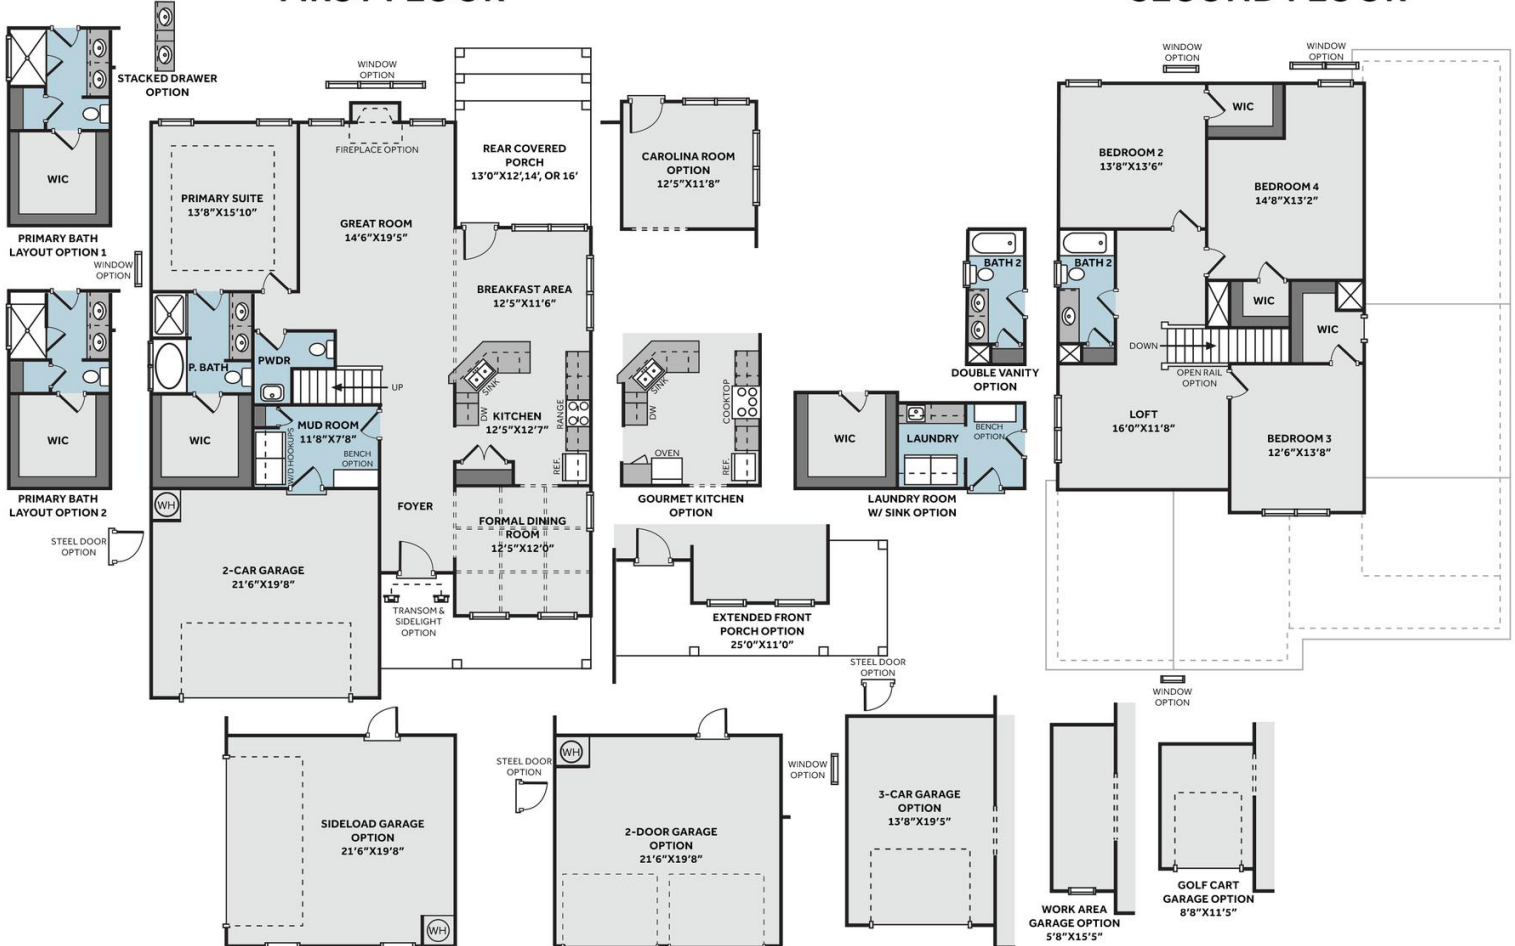 FIRST FLOOR
SECOND FLOOR
STACKED DRAWER
OPTION
WIC
PRIMARY BATH
LAYOUT OPTION 1
WINDOW
OPTION
WIC
PRIMARY BATH
LAYOUT OPTION 2
STEEL DOOR
OPTION
WINDOW
OPTION
FIREPLACE OPTION
PRIMARY SUITE
13'8"X15'10"
GREAT ROOM
14'6"X19'5"
REAR COVERED
PORCH
13'0"X12',14', OR 16'
BREAKFAST AREA
12'5"X11'6"
P. BATH
PWDR
UP
SINK
DW
KITCHEN
12'5"X12'7"
RANGE
REF.
WIC
MUD ROOM
11'8"X7'8"
W/D HOOKUPS
BENCH
OPTION
WH
FOYER
FORMAL DINING
ROOM
12'5"X12'0"
2-CAR GARAGE
21'6"X19'8"
TRANSOM &
SIDELIGHT
OPTION
CAROLINA ROOM
OPTION
12'5"X11'8"
SINK
DW
COOKTOP
OVEN
REF.
GOURMET KITCHEN
OPTION
EXTENDED FRONT
PORCH OPTION
25'0"X11'0"
WIC
LAUNDRY
BENCH
OPTION
LAUNDRY ROOM
W/ SINK OPTION
BATH 2
DOUBLE VANITY
OPTION
WINDOW
OPTION
WINDOW
OPTION
WIC
BEDROOM 2
13'8"X13'6"
BEDROOM 4
14'8"X13'2"
BATH 2
WIC
WIC
DOWN
OPEN RAIL
OPTION
LOFT
16'0"X11'8"
BEDROOM 3
12'6"X13'8"
WINDOW
OPTION
SIDELOAD GARAGE
OPTION
21'6"X19'8"
WH
STEEL DOOR
OPTION
WH
2-DOOR GARAGE
OPTION
21'6"X19'8"
STEEL DOOR
OPTION
WINDOW
OPTION
3-CAR GARAGE
OPTION
13'8"X19'5"
WORK AREA
GARAGE OPTION
5'8"X15'5"
GOLF CART
GARAGE OPTION
8'8"X11'5"